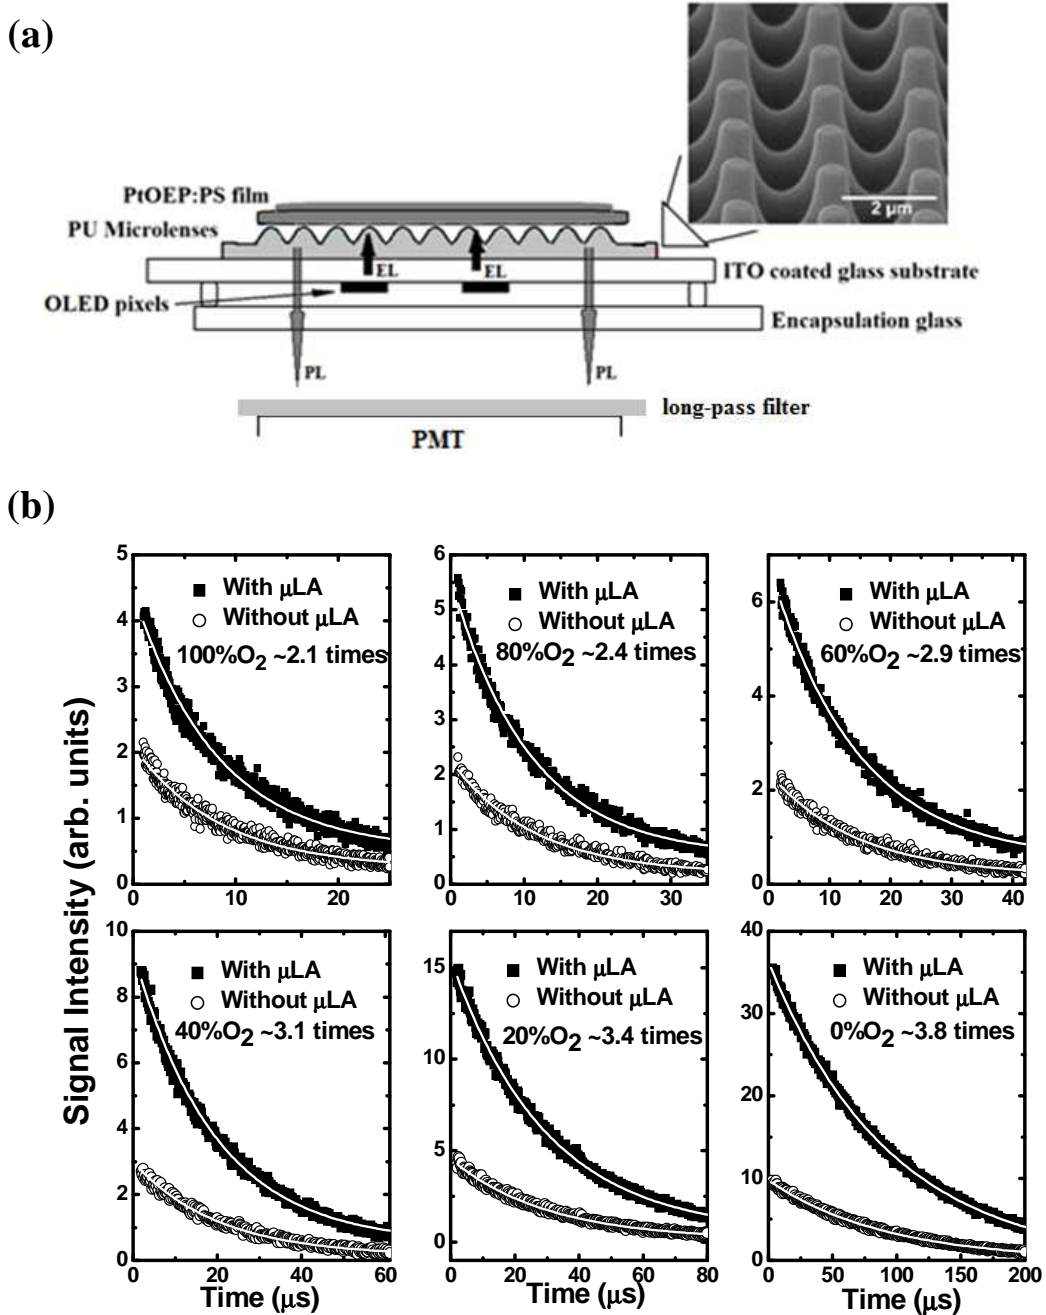 (a)
PtOEP:PS film
PU Microlenses
2 μm
EL
EL
ITO coated glass substrate
OLED pixels
Encapsulation glass
PL
PL
long-pass filter
PMT
(b)
Signal Intensity (arb. units)
5
4
3
2
1
0
With μLA
Without μLA
100%O2 ~2.1 times
0
10
20
6
5
4
3
2
1
0
With μLA
Without μLA
80%O2 ~2.4 times
0
10
20
30
6
4
2
0
With μLA
Without μLA
60%O2 ~2.9 times
0
10
20
30
40
10
8
6
4
2
0
With μLA
Without μLA
40%O2 ~3.1 times
0
20
40
60
Time (μs)
15
10
5
0
With μLA
Without μLA
20%O2 ~3.4 times
0
20
40
60
80
Time (μs)
40
30
20
10
0
With μLA
Without μLA
0%O2 ~3.8 times
0
50
100
150
200
Time (μs)